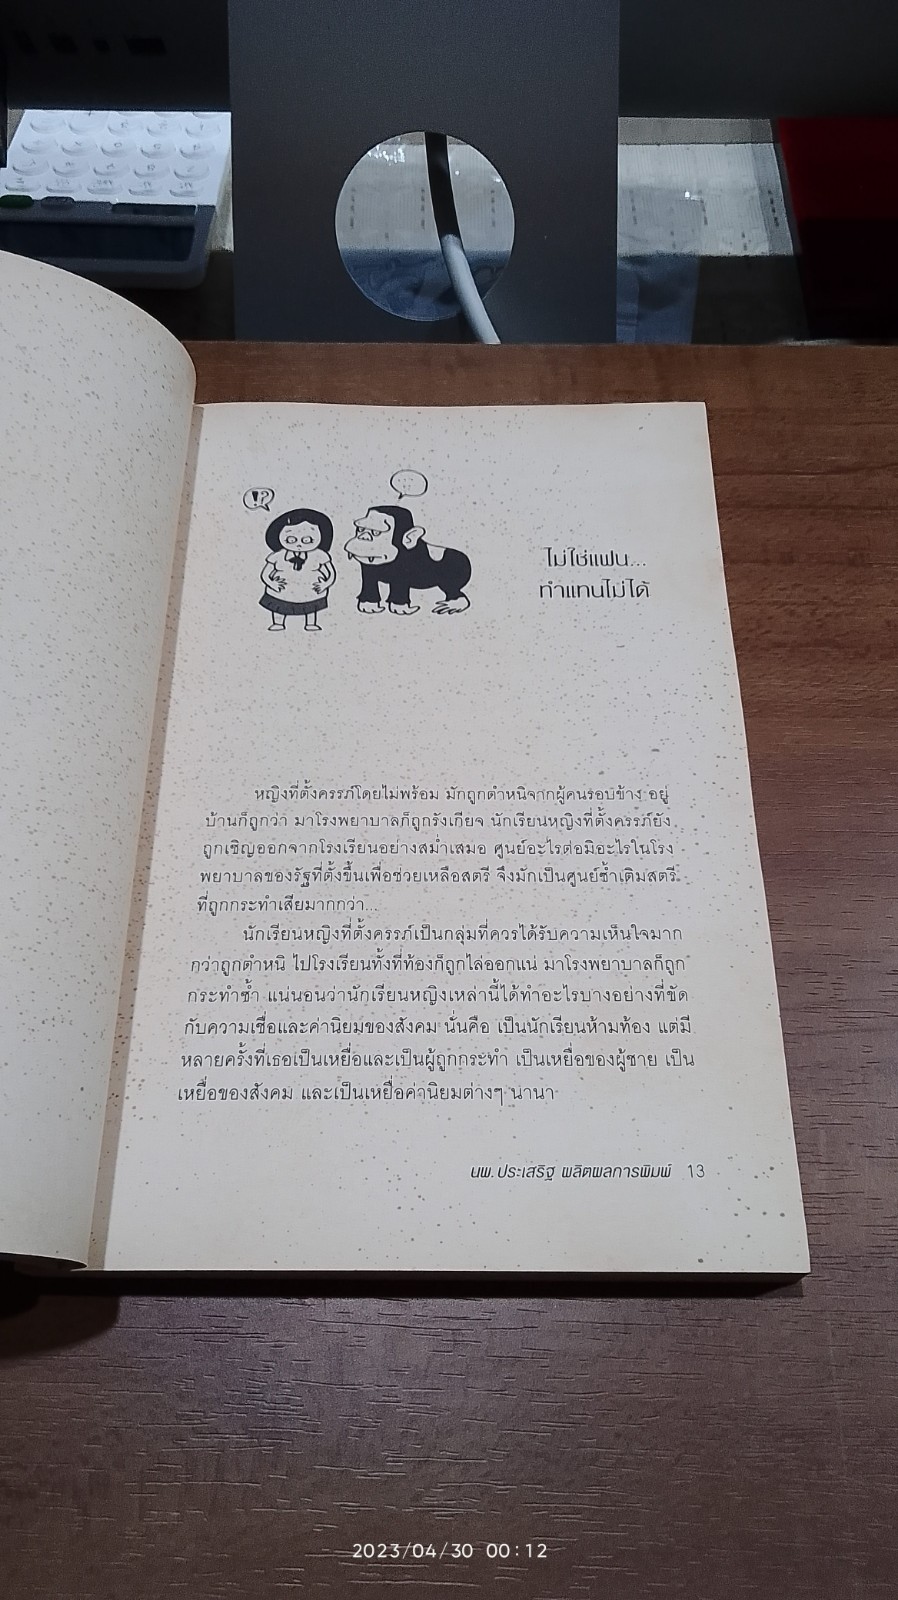 !?
...
ไม่ใช่แฟน...
ทำแทนไม่ได้
หญิงที่ตั้งครรภ์โดยไม่พร้อม มักถูกตำหนิจากผู้คนรอบข้าง อยู่
บ้านก็ถูกว่า มาโรงพยาบาลก็ถูกรังเกียจ นักเรียนหญิงที่ตั้งครรภ์ยัง
ถูกเชิญออกจากโรงเรียนอย่างสม่ำเสมอ ศูนย์อะไรต่อมิอะไรในโรง
พยาบาลของรัฐที่ตั้งขึ้นเพื่อช่วยเหลือสตรี จึงมักเป็นศูนย์ซ้ำเติมสตรี
ที่ถูกกระทำเสียมากกว่า...
นักเรียนหญิงที่ตั้งครรภ์เป็นกลุ่มที่ควรได้รับความเห็นใจมาก
กว่าถูกตำหนิ ไปโรงเรียนทั้งที่ท้องก็ถูกไล่ออกแน่ มาโรงพยาบาลก็ถูก
กระทำซ้ำ แน่นอนว่านักเรียนหญิงเหล่านี้ได้ทำอะไรบางอย่างที่ขัด
กับความเชื่อและค่านิยมของสังคม นั่นคือ เป็นนักเรียนห้ามท้อง แต่มี
หลายครั้งที่เธอเป็นเหยื่อและเป็นผู้ถูกกระทำ เป็นเหยื่อของผู้ชาย เป็น
เหยื่อของสังคม และเป็นเหยื่อค่านิยมต่างๆ นานา
นพ. ประเสริฐ ผลิตผลการพิมพ์ 13
2023/04/30 00:12